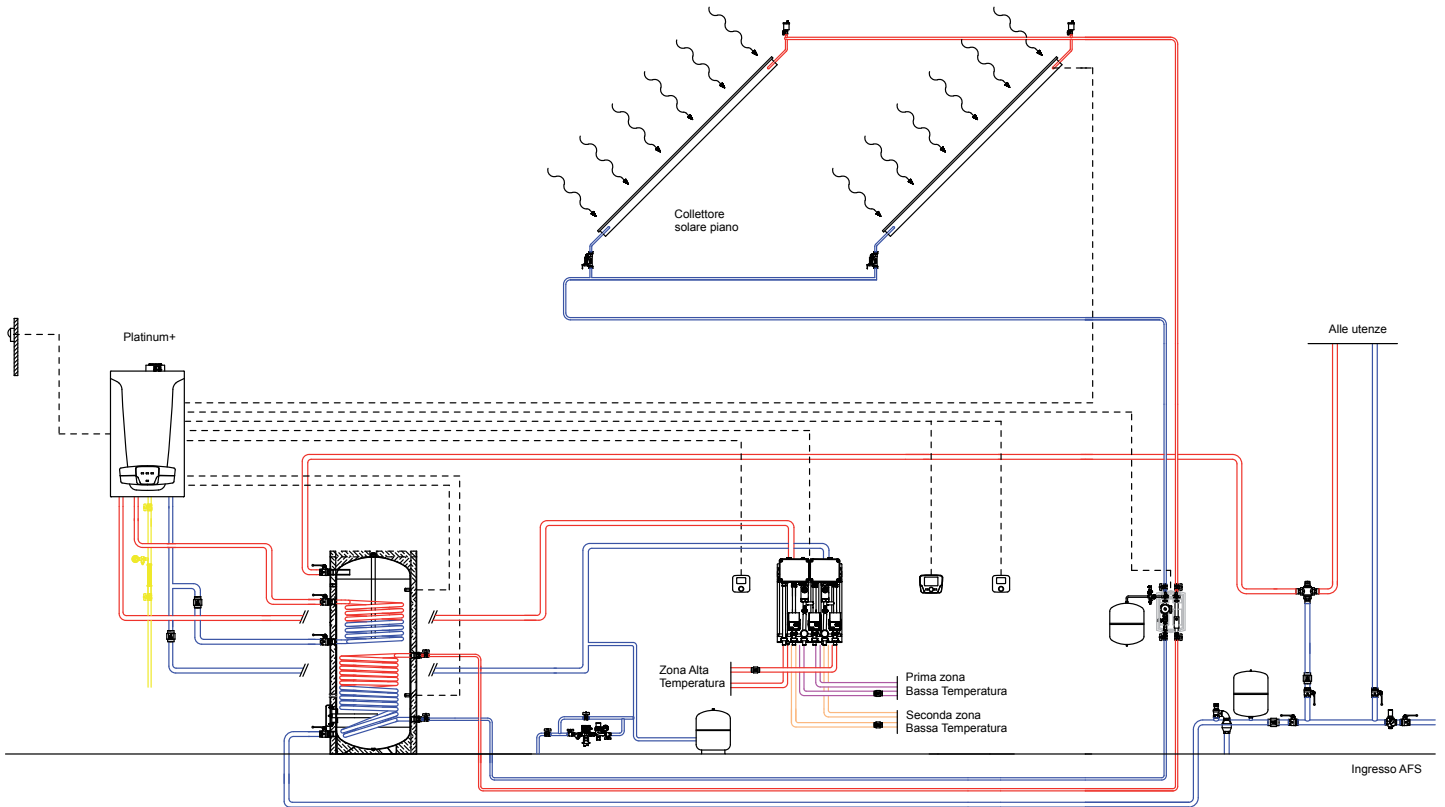 Collettore
solare piano
Platinum+
Alle utenze
Zona Alta
Temperatura
Prima zona
Bassa Temperatura
Seconda zona
Bassa Temperatura
Ingresso AFS